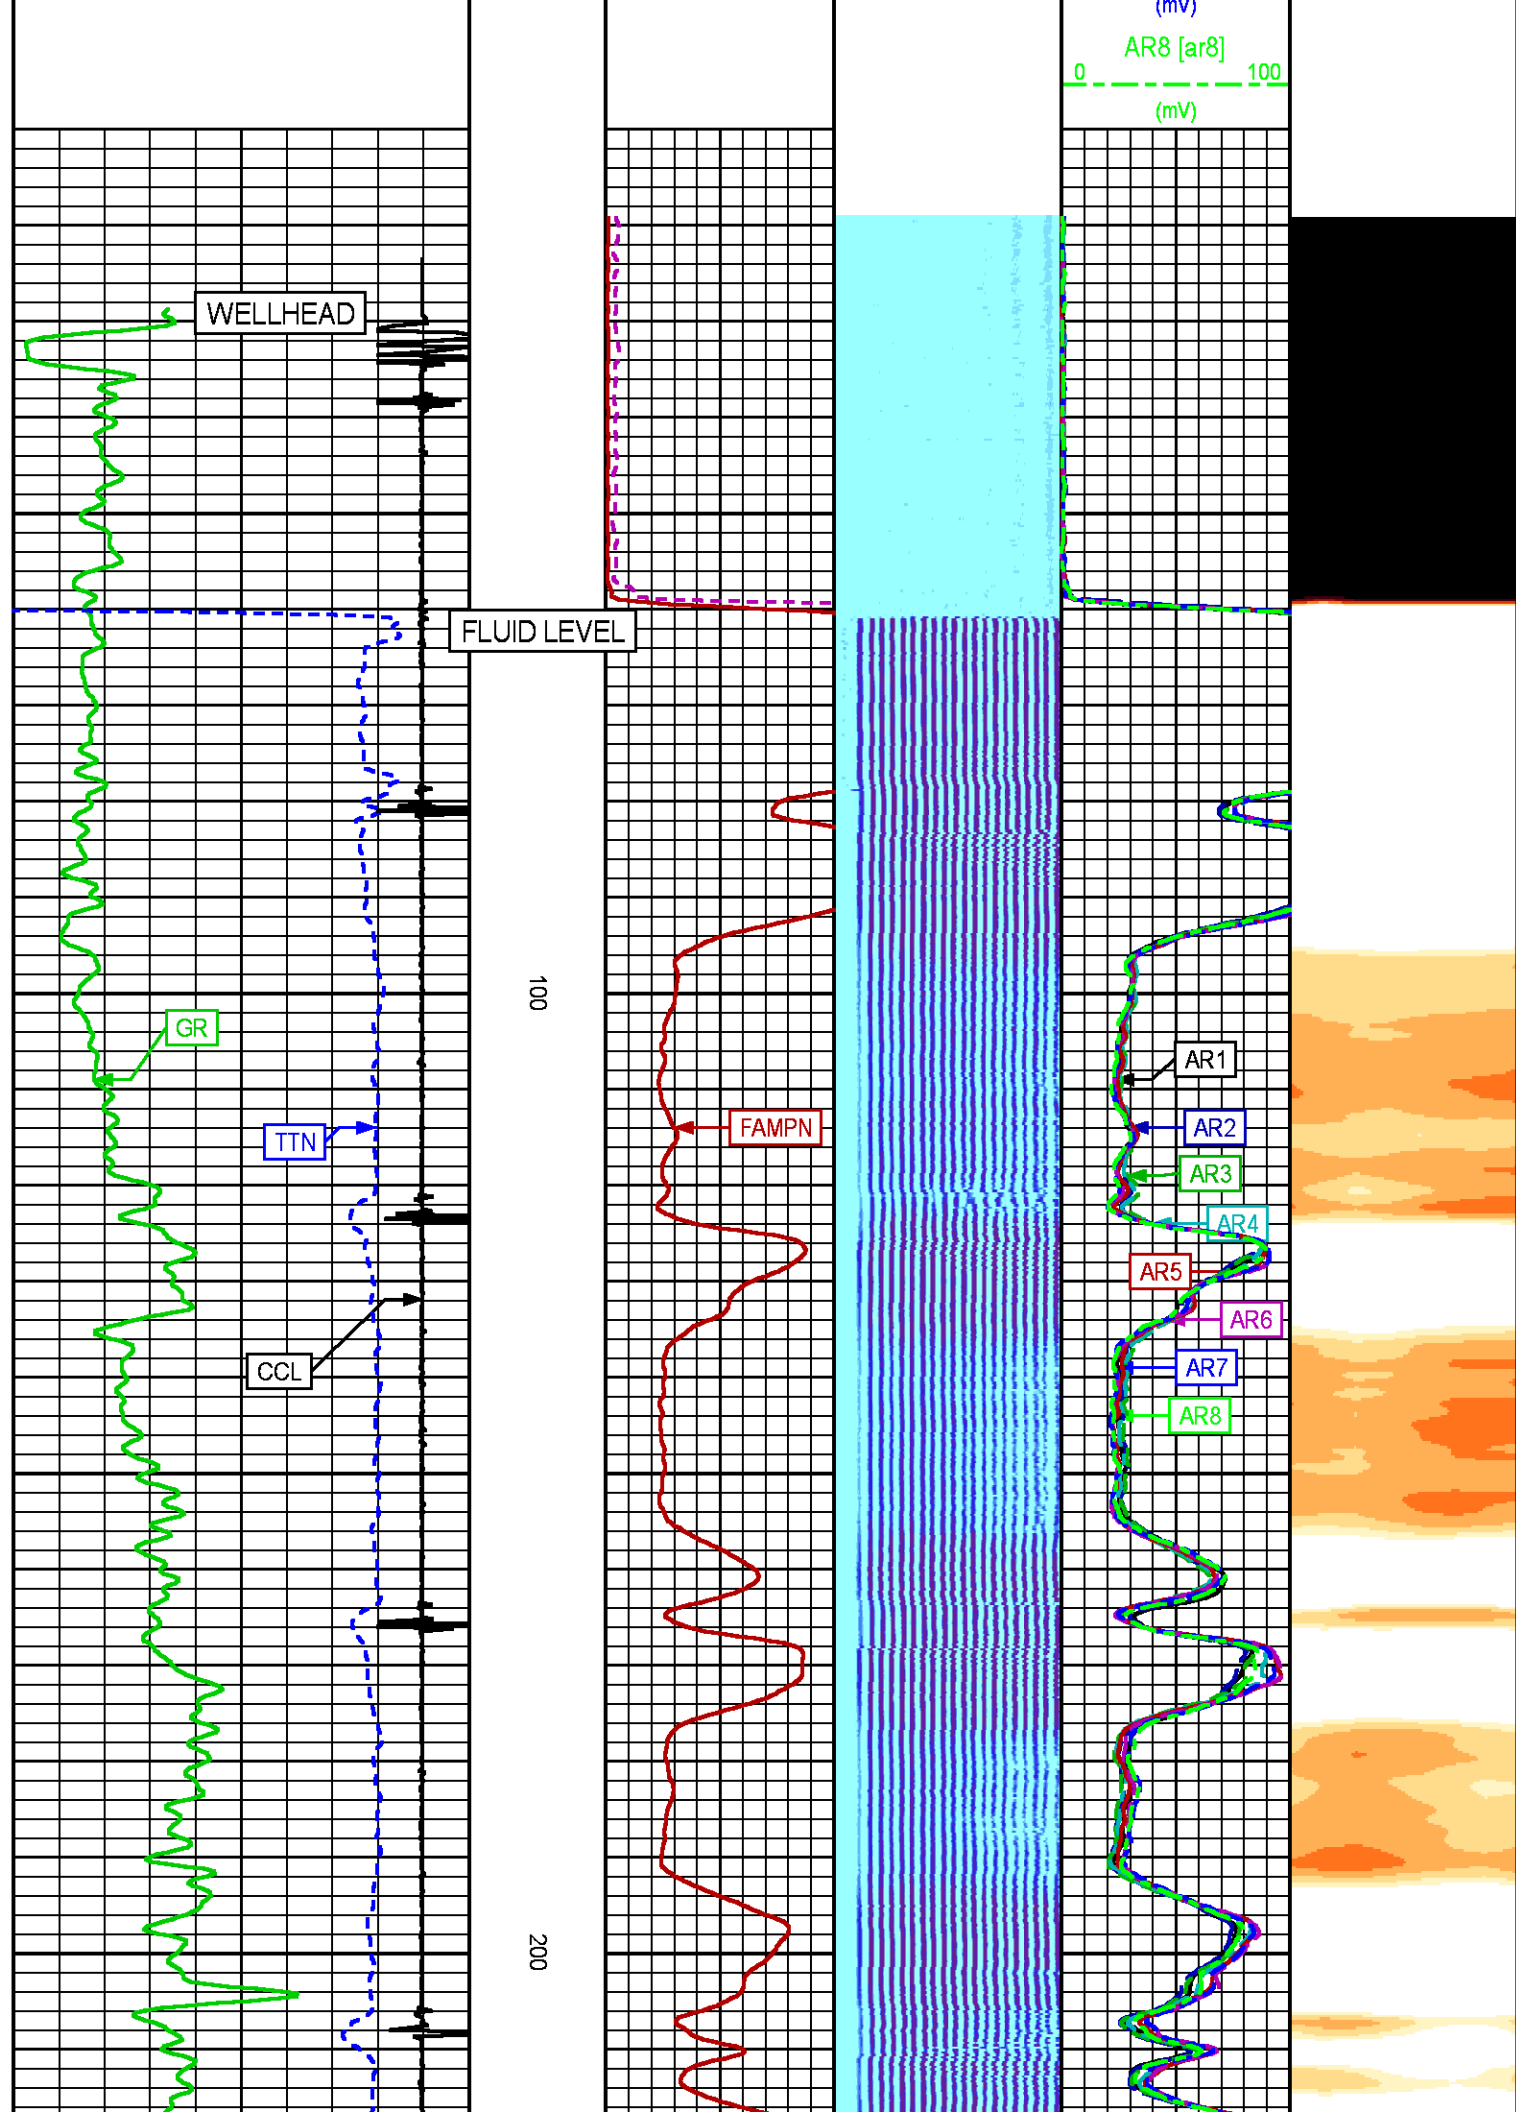 (mV)
AR8 [ar8]
0 100
(mV)
WELLHEAD
FLUID LEVEL
100
GR
AR1
TTN
FAMPN
AR2
AR3
AR4
AR5
AR6
CCL
AR7
AR8
200